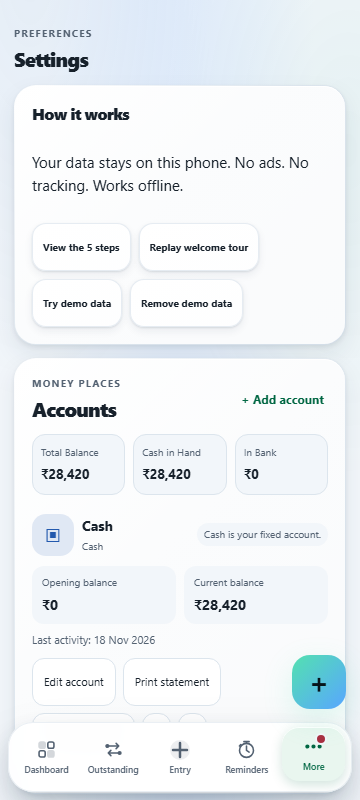 PREFERENCES
Settings
How it works
Your data stays on this phone. No ads. No
tracking. Works offline.
View the 5 steps
Replay welcome tour
Try demo data
Remove demo data
MONEY PLACES
Accounts
+ Add account
Total Balance
₹28,420
Cash in Hand
₹28,420
In Bank
₹0
Cash
Cash
Cash is your fixed account.
Opening balance
₹0
Current balance
₹28,420
Last activity: 18 Nov 2026
Edit account
Print statement
Dashboard
Outstanding
Entry
Reminders
More